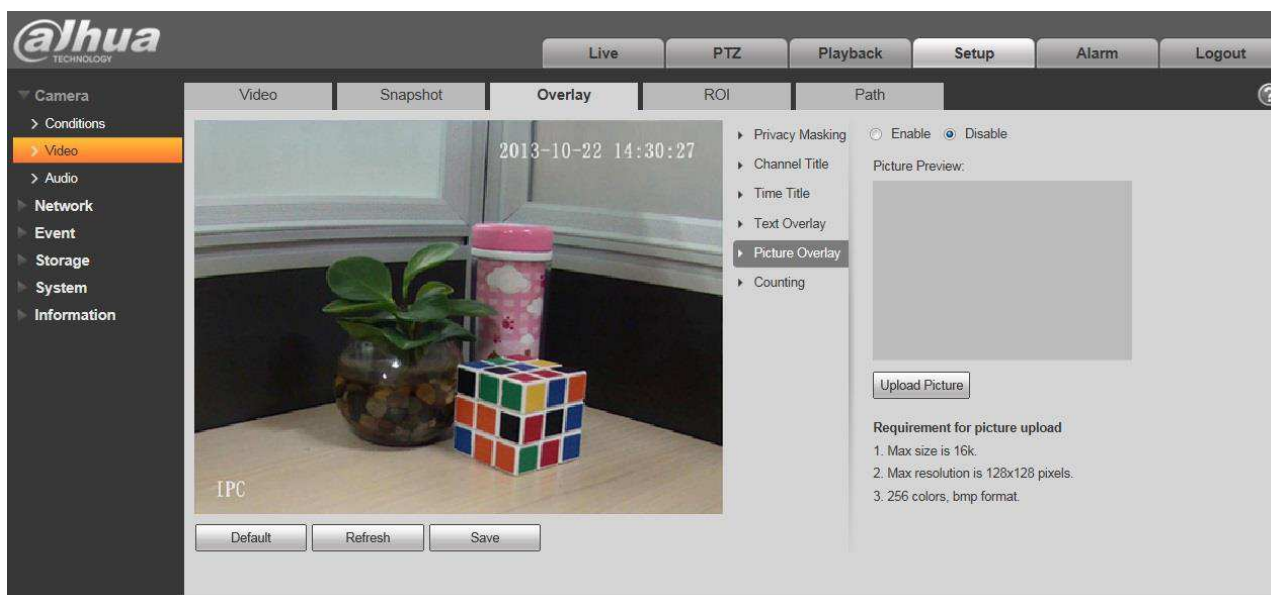 alhua
TECHNOLOGY
Live
PTZ
Playback
Setup
Alarm
Logout
Camera
Conditions
Video
Audio
Network
Event
Storage
System
Information
Video
Snapshot
Overlay
ROI
Path
?
2013-10-22 14:30:27
IPC
Default
Refresh
Save
Privacy Masking
Channel Title
Time Title
Text Overlay
Picture Overlay
Counting
Enable
Disable
Picture Preview:
Upload Picture
Requirement for picture upload
1. Max size is 16k.
2. Max resolution is 128x128 pixels.
3. 256 colors, bmp format.